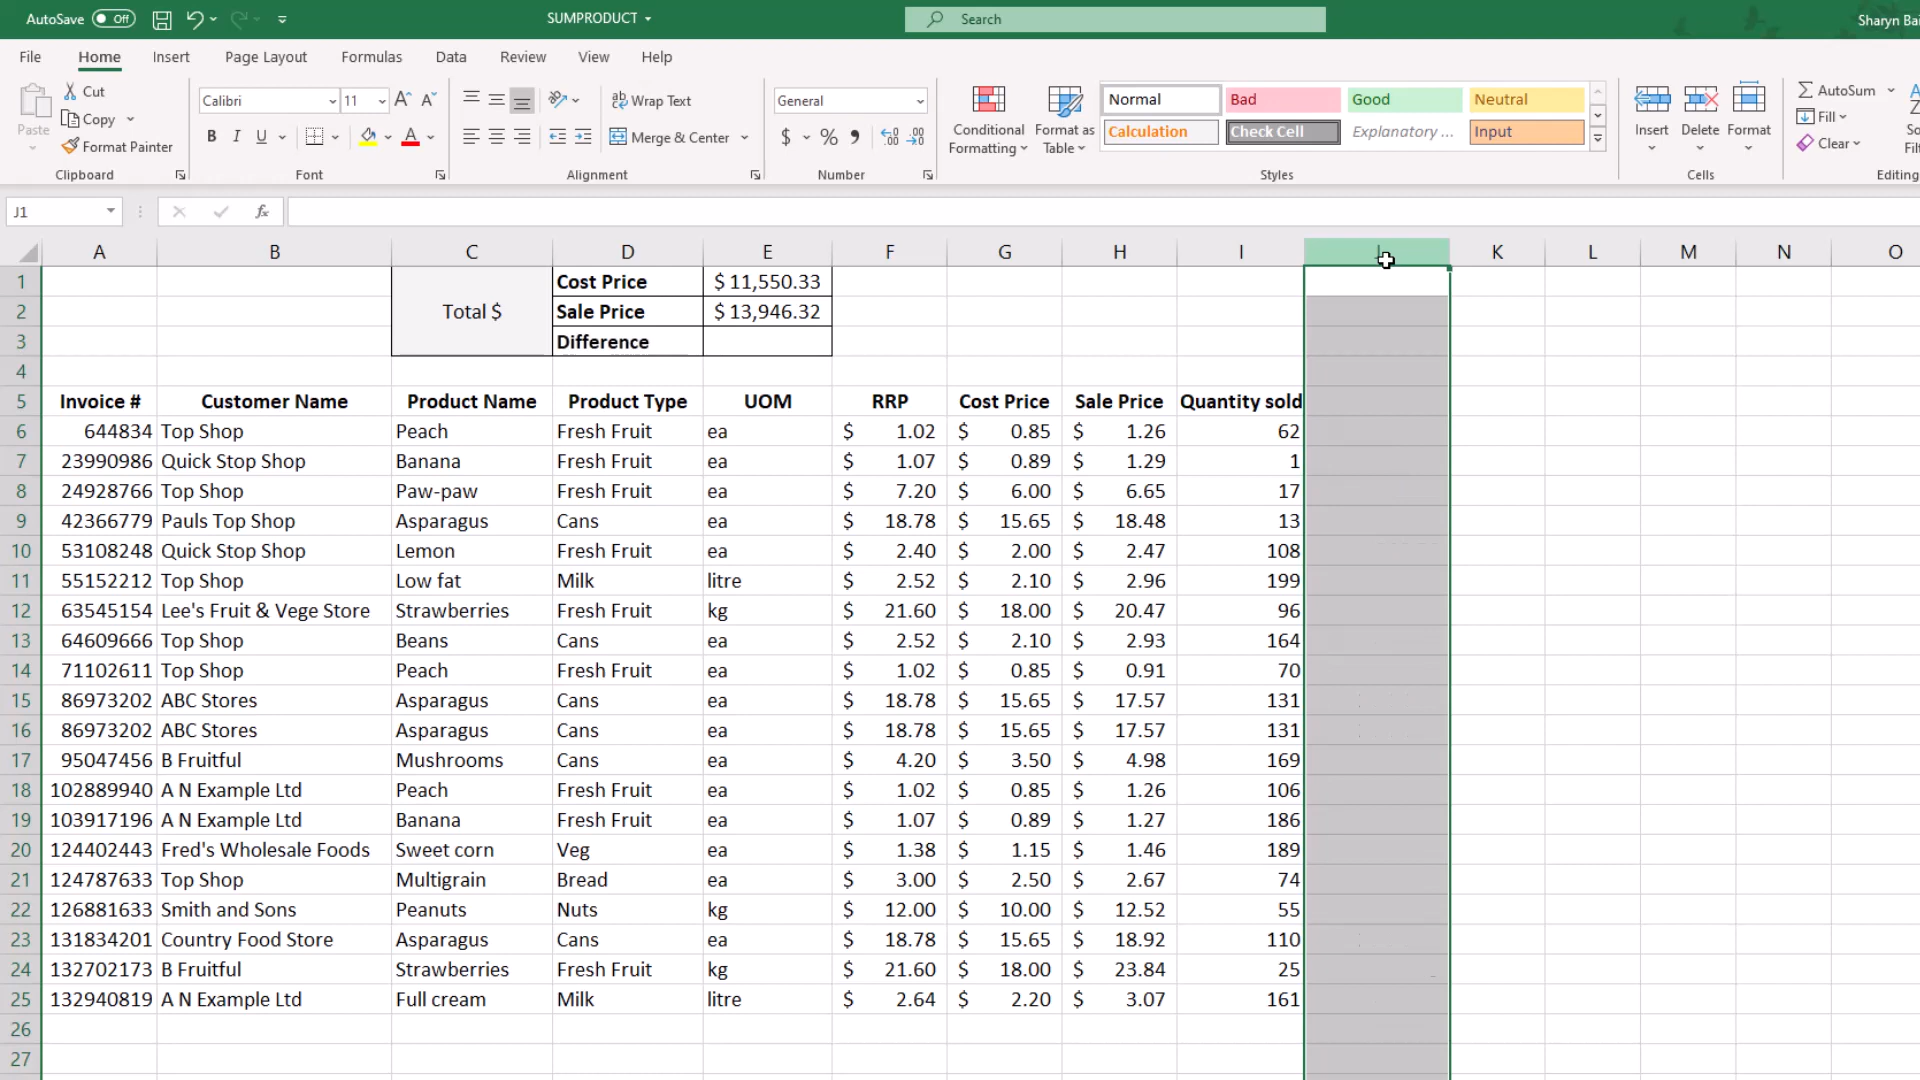 AutoSave Off SUMPRODUCT Search Sharyn Bai
File Home Insert Page Layout Formulas Data Review View Help
Paste Cut Copy Format Painter
Calibri 11
B I U
Wrap Text
Merge & Center
General
$ % 9
Conditional Formatting
Format as Table
Normal Bad Good Neutral
Calculation Check Cell Explanatory ... Input
Insert Delete Format
AutoSum
Fill
Clear
Clipboard Font Alignment Number Styles Cells Editing
J1 fx
A B C D E F G H I K L M N O
1 Cost Price $ 11,550.33
2 Total $ Sale Price $ 13,946.32
3 Difference
4
5 Invoice # Customer Name Product Name Product Type UOM RRP Cost Price Sale Price Quantity sold
6 644834 Top Shop Peach Fresh Fruit ea $ 1.02 $ 0.85 $ 1.26 62
7 23990986 Quick Stop Shop Banana Fresh Fruit ea $ 1.07 $ 0.89 $ 1.29 1
8 24928766 Top Shop Paw-paw Fresh Fruit ea $ 7.20 $ 6.00 $ 6.65 17
9 42366779 Pauls Top Shop Asparagus Cans ea $ 18.78 $ 15.65 $ 18.48 13
10 53108248 Quick Stop Shop Lemon Fresh Fruit ea $ 2.40 $ 2.00 $ 2.47 108
11 55152212 Top Shop Low fat Milk litre $ 2.52 $ 2.10 $ 2.96 199
12 63545154 Lee's Fruit & Vege Store Strawberries Fresh Fruit kg $ 21.60 $ 18.00 $ 20.47 96
13 64609666 Top Shop Beans Cans ea $ 2.52 $ 2.10 $ 2.93 164
14 71102611 Top Shop Peach Fresh Fruit ea $ 1.02 $ 0.85 $ 0.91 70
15 86973202 ABC Stores Asparagus Cans ea $ 18.78 $ 15.65 $ 17.57 131
16 86973202 ABC Stores Asparagus Cans ea $ 18.78 $ 15.65 $ 17.57 131
17 95047456 B Fruitful Mushrooms Cans ea $ 4.20 $ 3.50 $ 4.98 169
18 102889940 A N Example Ltd Peach Fresh Fruit ea $ 1.02 $ 0.85 $ 1.26 106
19 103917196 A N Example Ltd Banana Fresh Fruit ea $ 1.07 $ 0.89 $ 1.27 186
20 124402443 Fred's Wholesale Foods Sweet corn Veg ea $ 1.38 $ 1.15 $ 1.46 189
21 124787633 Top Shop Multigrain Bread ea $ 3.00 $ 2.50 $ 2.67 74
22 126881633 Smith and Sons Peanuts Nuts kg $ 12.00 $ 10.00 $ 12.52 55
23 131834201 Country Food Store Asparagus Cans ea $ 18.78 $ 15.65 $ 18.92 110
24 132702173 B Fruitful Strawberries Fresh Fruit kg $ 21.60 $ 18.00 $ 23.84 25
25 132940819 A N Example Ltd Full cream Milk litre $ 2.64 $ 2.20 $ 3.07 161
26
27